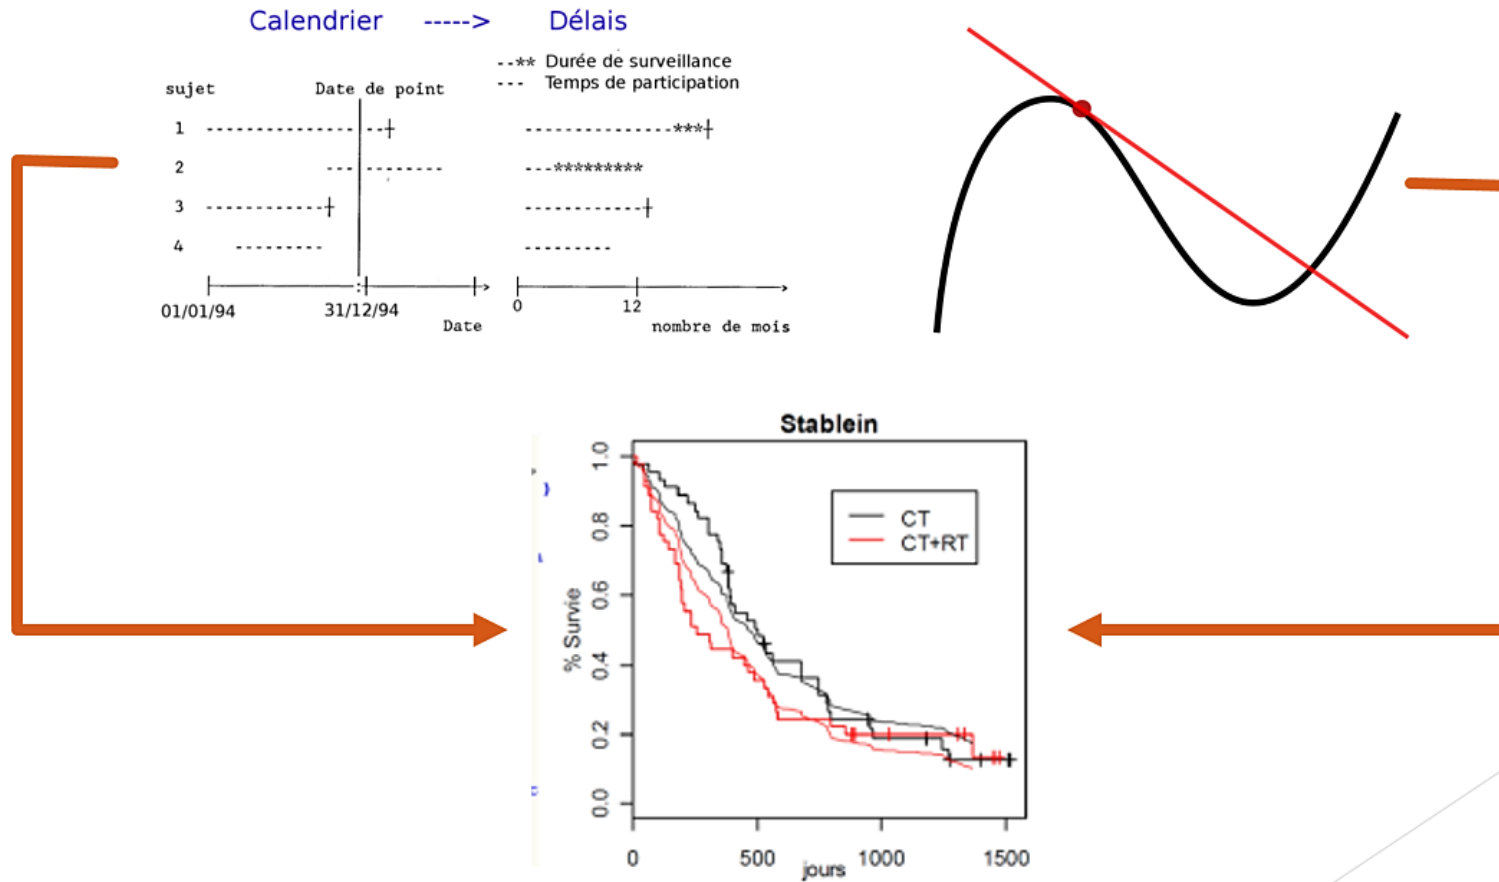 Calendrier -----> Délais
--** Durée de surveillance
--- Temps de participation
sujet Date de point
1
2
3
4
01/01/94 31/12/94
Date
0 12
nombre de mois
Stablein
CT
CT+RT
% Survie
1.0
0.8
0.6
0.4
0.2
0.0
0 500 1000 1500
jours